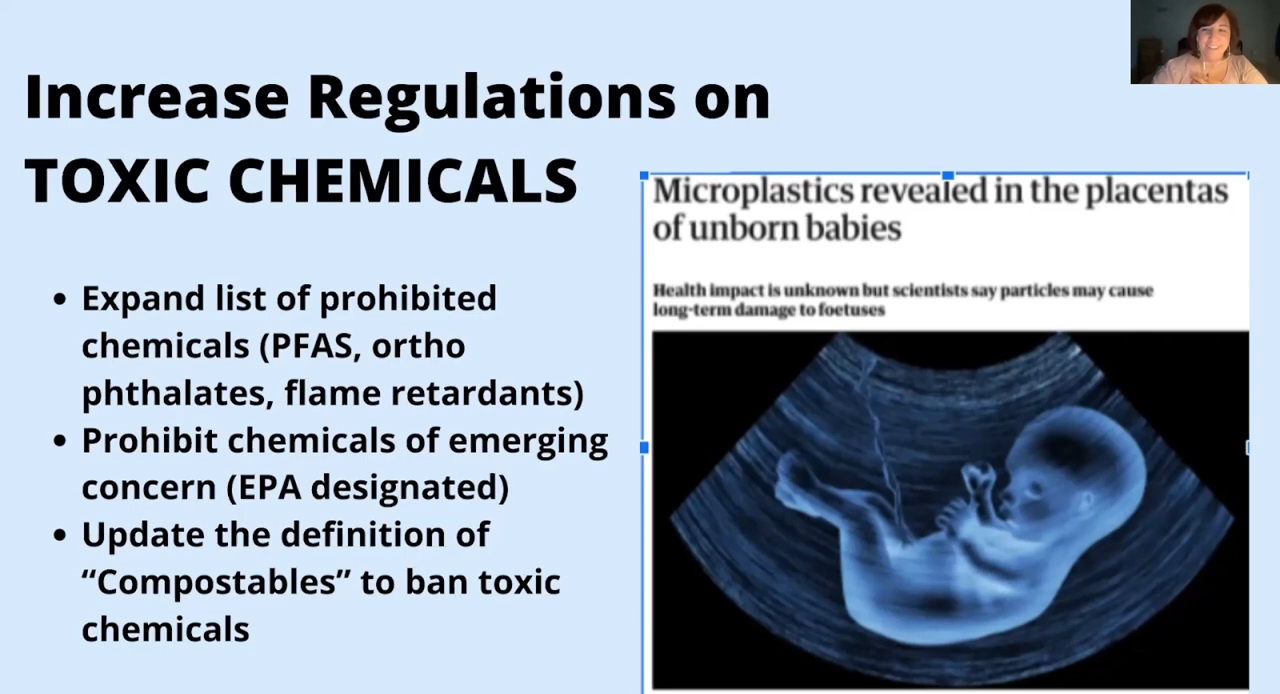 Increase Regulations on
TOXIC CHEMICALS
• Expand list of prohibited
chemicals (PFAS, ortho
phthalates, flame retardants)
• Prohibit chemicals of emerging
concern (EPA designated)
• Update the definition of
“Compostables” to ban toxic
chemicals
Microplastics revealed in the placentas
of unborn babies
Health impact is unknown but scientists say particles may cause
long-term damage to foetuses